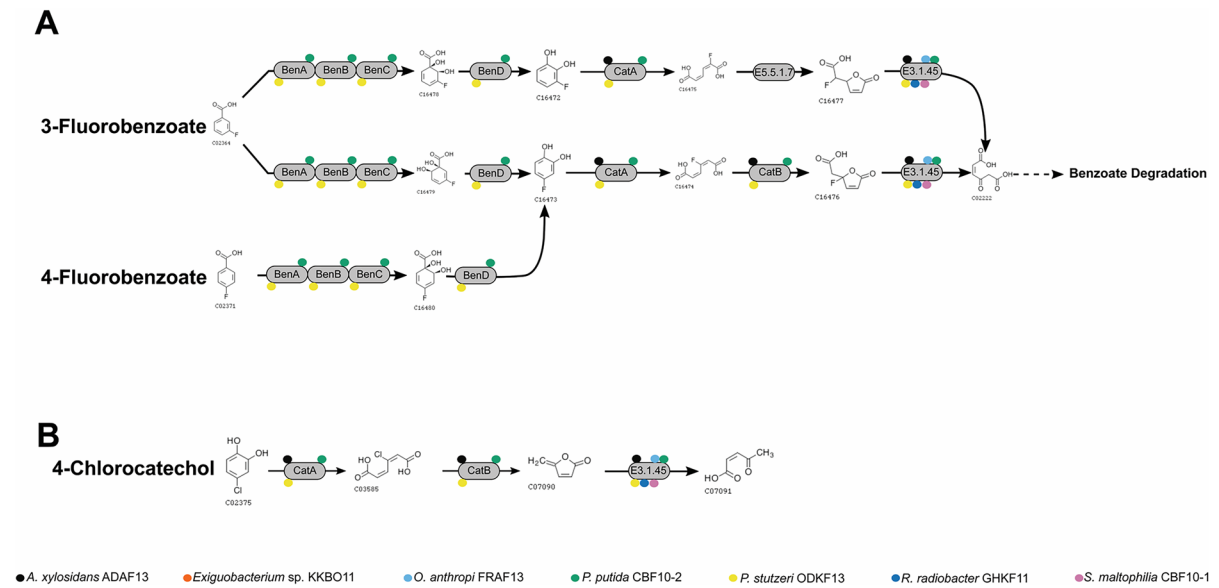 A
BenA BenB BenC BenD CatA E5.5.1.7 E3.1.45
C16478 C16472 C16475 C16477
3-Fluorobenzoate
C02364
BenA BenB BenC BenD CatA CatB E3.1.45
C16479 C16473 C16474 C16476 C02222
Benzoate Degradation
4-Fluorobenzoate
C02371
BenA BenB BenC BenD
C16480
B
4-Chlorocatechol
C02375
CatA CatB E3.1.45
C03585 C07090 C07091
A. xylosidans ADAF13 Exiguobacterium sp. KKBO11 O. anthropi FRAF13 P. putida CBF10-2 P. stutzeri ODKF13 R. radiobacter GHKF11 S. maltophilia CBF10-1